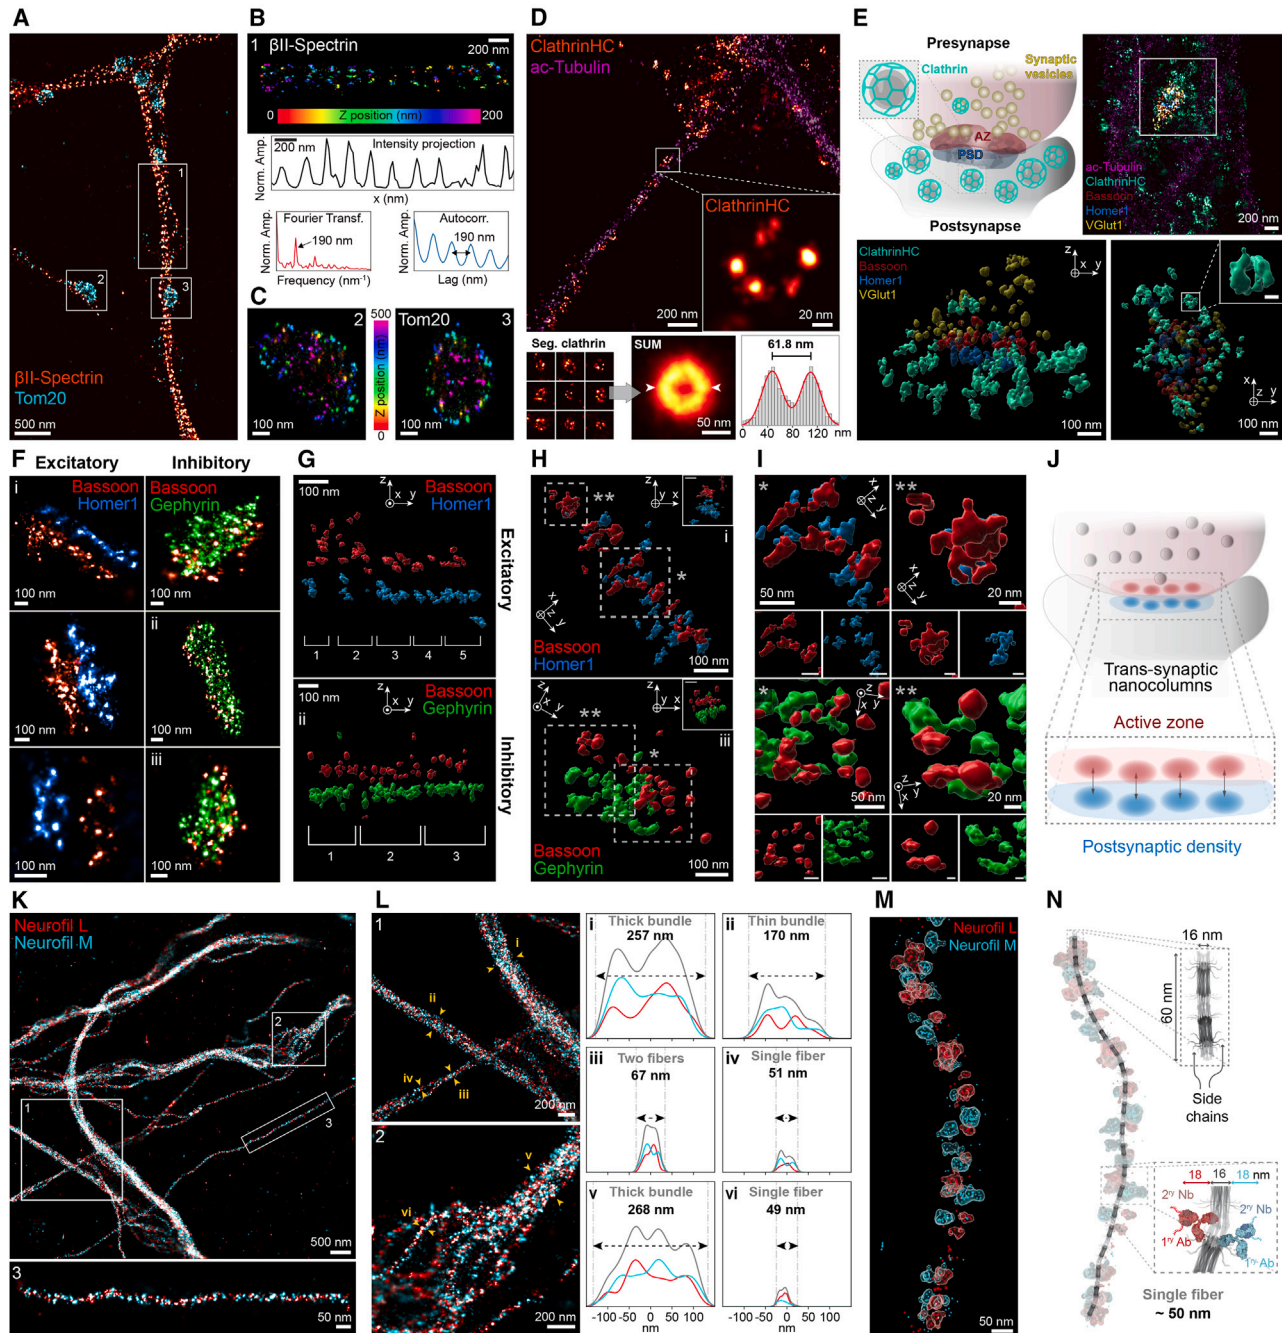 A
1
2
3
βII-Spectrin
Tom20
500 nm
B
1 βII-Spectrin
200 nm
0 Z position (nm) 200
200 nm
Intensity projection
Norm. Amp.
x (nm)
Fourier Transf.
190 nm
Norm. Amp.
Frequency (nm⁻¹)
Autocorr.
190 nm
Norm. Amp.
Lag (nm)
C
2
100 nm
500
Z position (nm)
0
Tom20 3
100 nm
D
ClathrinHC
ac-Tubulin
200 nm
ClathrinHC
20 nm
Seg. clathrin
SUM
50 nm
61.8 nm
0 40 80 120 nm
E
Presynapse
Clathrin
Synaptic
vesicles
AZ
PSD
Postsynapse
ac-Tubulin
ClathrinHC
Bassoon
Homer1
VGlut1
200 nm
ClathrinHC
Bassoon
Homer1
VGlut1
z
x y
100 nm
x
z y
100 nm
F
Excitatory Inhibitory
i
Bassoon
Homer1
100 nm
Bassoon
Gephyrin
100 nm
ii
100 nm
100 nm
iii
100 nm
100 nm
G
100 nm
z
x
y
Bassoon
Homer1
1 2 3 4 5
Excitatory
100 nm
z
x
y
Bassoon
Gephyrin
ii
1 2 3
Inhibitory
H
**
z
y x
i
*
x
z
y
Bassoon
Homer1
100 nm
z
x
y
z
y x
iii
**
*
Bassoon
Gephyrin
100 nm
I
*
x
z
y
50 nm
**
x
z
y
20 nm
*
z
x
y
50 nm
**
z
x
y
20 nm
J
Trans-synaptic
nanocolumns
Active zone
Postsynaptic density
K
Neurofil L
Neurofil M
1
2
3
500 nm
3
50 nm
L
1
i
ii
iii
iv
200 nm
2
v
vi
200 nm
i
Thick bundle
257 nm
ii
Thin bundle
170 nm
iii
Two fibers
67 nm
iv
Single fiber
51 nm
v
Thick bundle
268 nm
vi
Single fiber
49 nm
-100 -50 0 50 100
nm
-100 -50 0 50 100
nm
M
Neurofil L
Neurofil M
50 nm
N
16 nm
60 nm
Side
chains
18 16 18 nm
2ʳʸ Nb
2ʳʸ Nb
1ʳʸ Ab
1ʳʸ Ab
Single fiber
~ 50 nm